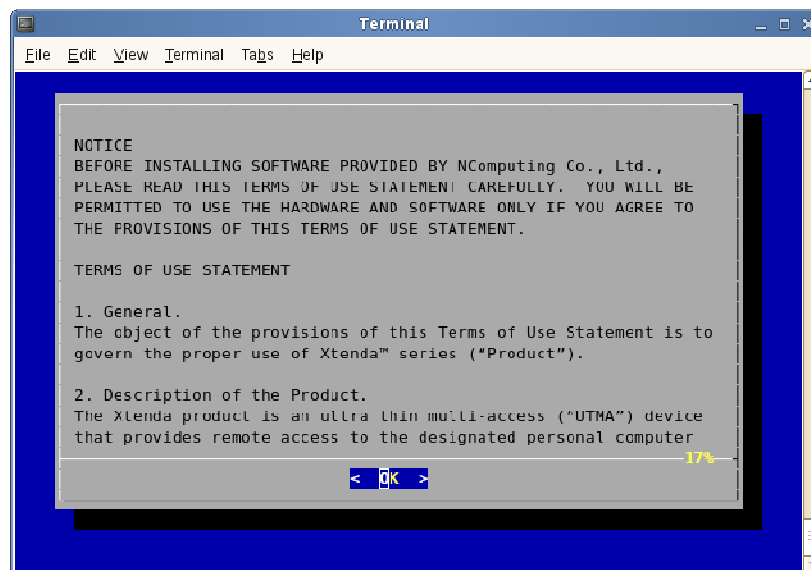 Terminal
File Edit View Terminal Tabs Help
NOTICE
BEFORE INSTALLING SOFTWARE PROVIDED BY NComputing Co., Ltd.,
PLEASE READ THIS TERMS OF USE STATEMENT CAREFULLY.  YOU WILL BE
PERMITTED TO USE THE HARDWARE AND SOFTWARE ONLY IF YOU AGREE TO
THE PROVISIONS OF THIS TERMS OF USE STATEMENT.
TERMS OF USE STATEMENT
1. General.
The object of the provisions of this Terms of Use Statement is to
govern the proper use of Xtenda™ series (“Product”).
2. Description of the Product.
The Xtenda product is an ultra thin multi-access (“UTMA”) device
that provides remote access to the designated personal computer
17%
<  OK  >